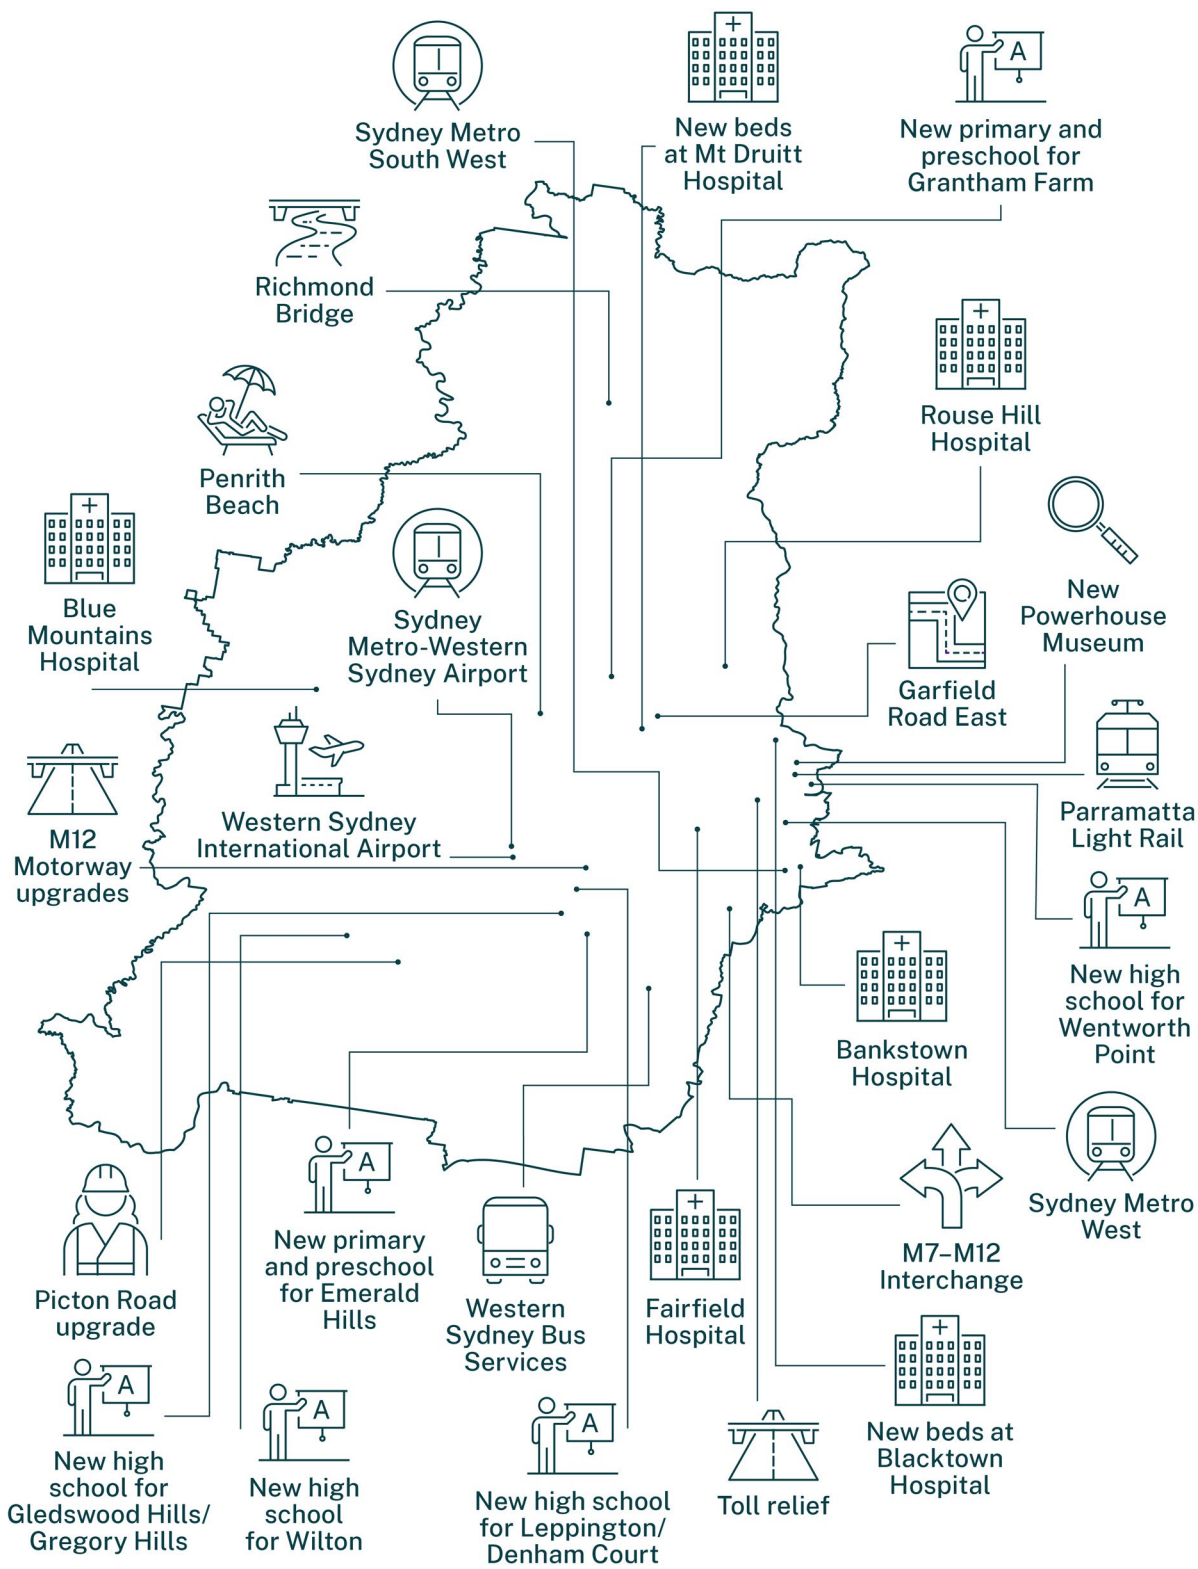 Sydney Metro
South West
New beds
at Mt Druitt
Hospital
A
New primary and
preschool for
Grantham Farm
Richmond
Bridge
Rouse Hill
Hospital
Penrith
Beach
Blue
Mountains
Hospital
Sydney
Metro-Western
Sydney Airport
New
Powerhouse
Museum
Garfield
Road East
M12
Motorway
upgrades
Western Sydney
International Airport
Parramatta
Light Rail
A
New high
school for
Wentworth
Point
Bankstown
Hospital
Sydney Metro
West
M7–M12
Interchange
Picton Road
upgrade
A
New primary
and preschool
for Emerald
Hills
Western
Sydney Bus
Services
Fairfield
Hospital
A
New high
school for
Gledswood Hills/
Gregory Hills
A
New high
school
for Wilton
A
New high school
for Leppington/
Denham Court
Toll relief
New beds at
Blacktown
Hospital